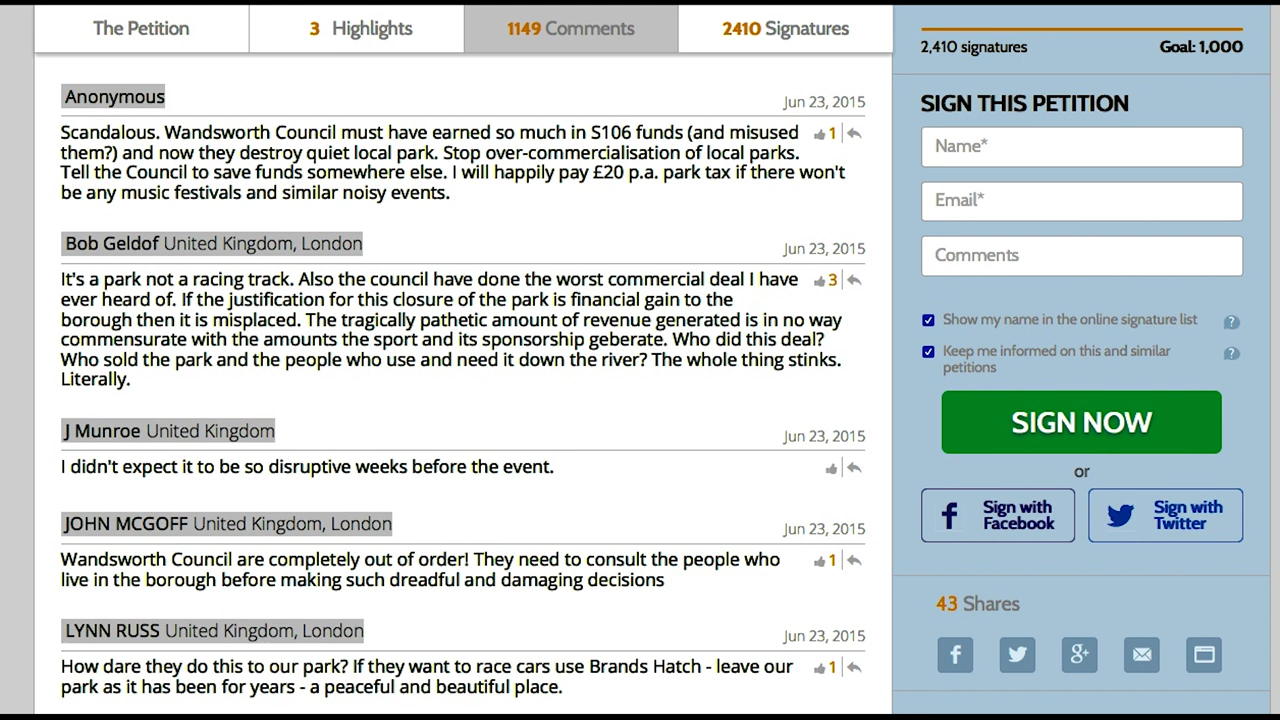 The Petition
3 Highlights
1149 Comments
2410 Signatures
Anonymous
Jun 23, 2015
Scandalous. Wandsworth Council must have earned so much in S106 funds (and misused
them?) and now they destroy quiet local park. Stop over-commercialisation of local parks.
Tell the Council to save funds somewhere else. I will happily pay £20 p.a. park tax if there won't
be any music festivals and similar noisy events.
1
Bob Geldof United Kingdom, London
Jun 23, 2015
It's a park not a racing track. Also the council have done the worst commercial deal I have
ever heard of. If the justification for this closure of the park is financial gain to the
borough then it is misplaced. The tragically pathetic amount of revenue generated is in no way
commensurate with the amounts the sport and its sponsorship geberate. Who did this deal?
Who sold the park and the people who use and need it down the river? The whole thing stinks.
Literally.
3
J Munroe United Kingdom
Jun 23, 2015
I didn't expect it to be so disruptive weeks before the event.
JOHN MCGOFF United Kingdom, London
Jun 23, 2015
Wandsworth Council are completely out of order! They need to consult the people who
live in the borough before making such dreadful and damaging decisions
1
LYNN RUSS United Kingdom, London
Jun 23, 2015
How dare they do this to our park? If they want to race cars use Brands Hatch - leave our
park as it has been for years - a peaceful and beautiful place.
1
2,410 signatures
Goal: 1,000
SIGN THIS PETITION
Name*
Email*
Comments
Show my name in the online signature list ?
Keep me informed on this and similar ?
petitions
SIGN NOW
or
f Sign with
Facebook
Sign with
Twitter
43 Shares
f
g+